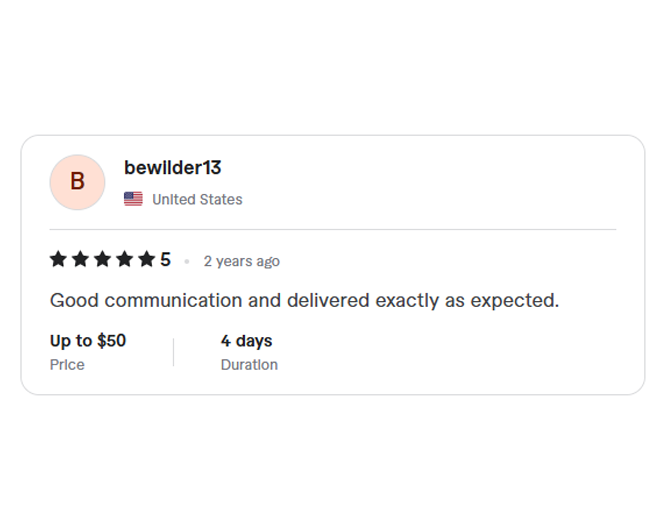 B
bewilder13
United States
5 • 2 years ago
Good communication and delivered exactly as expected.
Up to $50
4 days
Price
Duration